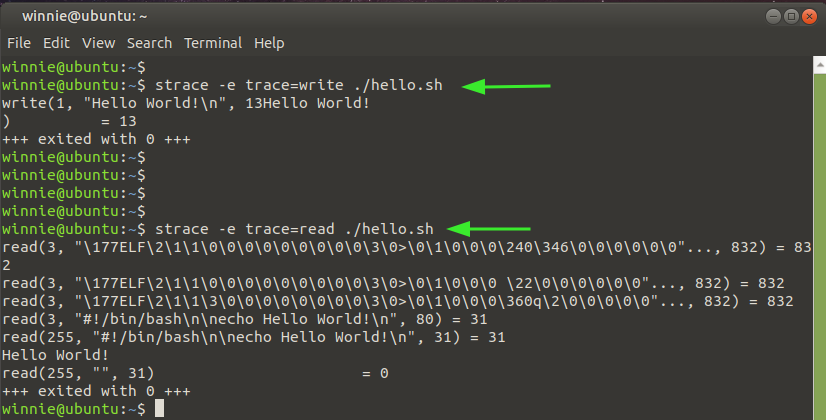 winnie@ubuntu: ~
File Edit View Search Terminal Help
winnie@ubuntu:~$
winnie@ubuntu:~$ strace -e trace=write ./hello.sh
write(1, "Hello World!\n", 13Hello World!
)          = 13
+++ exited with 0 +++
winnie@ubuntu:~$
winnie@ubuntu:~$
winnie@ubuntu:~$
winnie@ubuntu:~$
winnie@ubuntu:~$ strace -e trace=read ./hello.sh
read(3, "\177ELF\2\1\1\0\0\0\0\0\0\0\0\0\3\0>\0\1\0\0\0\240\346\0\0\0\0\0\0"..., 832) = 83
2
read(3, "\177ELF\2\1\1\0\0\0\0\0\0\0\0\0\3\0>\0\1\0\0\0 \22\0\0\0\0\0\0"..., 832) = 832
read(3, "\177ELF\2\1\1\3\0\0\0\0\0\0\0\0\3\0>\0\1\0\0\0\360q\2\0\0\0\0\0"..., 832) = 832
read(3, "#!/bin/bash\n\necho Hello World!\n", 80) = 31
read(255, "#!/bin/bash\n\necho Hello World!\n", 31) = 31
Hello World!
read(255, "", 31)                       = 0
+++ exited with 0 +++
winnie@ubuntu:~$